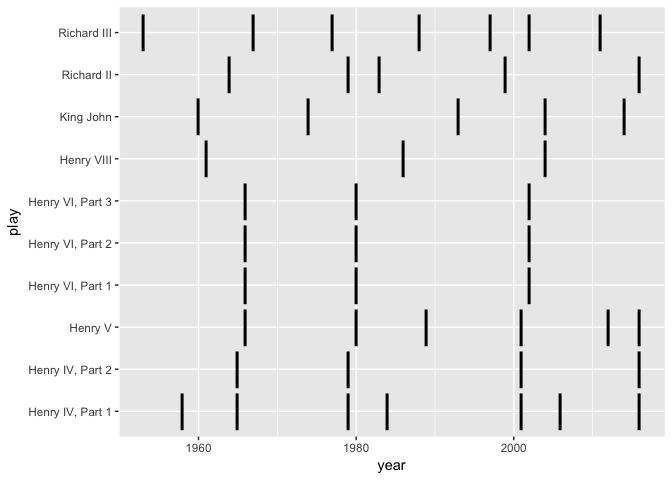 Richard III
Richard II
King John
Henry VIII
Henry VI, Part 3
Henry VI, Part 2
Henry VI, Part 1
Henry V
Henry IV, Part 2
Henry IV, Part 1
play
1960 1980 2000
year